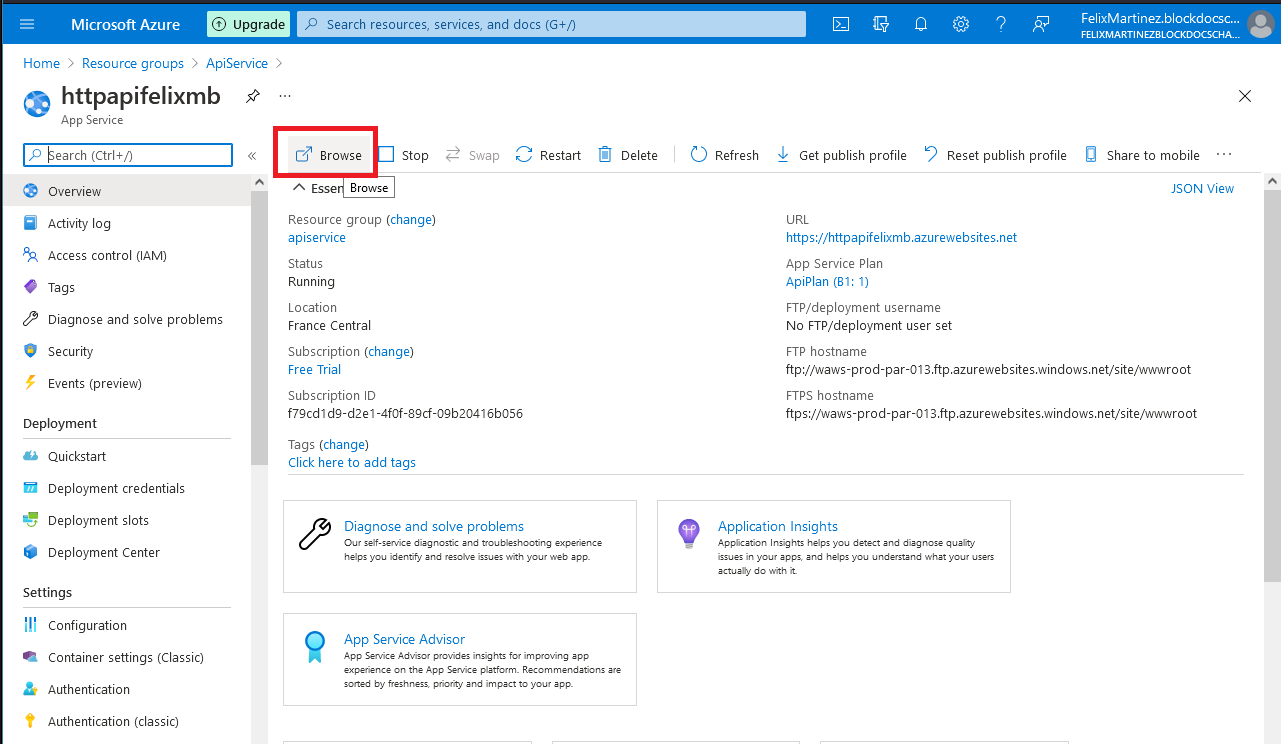 Microsoft Azure
Upgrade
Search resources, services, and docs (G+/)
FelixMartinez.blockdocsc...
FELIXMARTINEZBLOCKDOCSCHA...
Home > Resource groups > ApiService >
httpapifelixmb
App Service
Search (Ctrl+/)
Browse
Stop
Swap
Restart
Delete
Refresh
Get publish profile
Reset publish profile
Share to mobile
Browse
Overview
Activity log
Access control (IAM)
Tags
Diagnose and solve problems
Security
Events (preview)
Deployment
Quickstart
Deployment credentials
Deployment slots
Deployment Center
Settings
Configuration
Container settings (Classic)
Authentication
Authentication (classic)
Essen
JSON View
Resource group (change)
apiservice
Status
Running
Location
France Central
Subscription (change)
Free Trial
Subscription ID
f79cd1d9-d2e1-4f0f-89cf-09b20416b056
Tags (change)
Click here to add tags
URL
https://httpapifelixmb.azurewebsites.net
App Service Plan
ApiPlan (B1: 1)
FTP/deployment username
No FTP/deployment user set
FTP hostname
ftp://waws-prod-par-013.ftp.azurewebsites.windows.net/site/wwwroot
FTPS hostname
ftps://waws-prod-par-013.ftp.azurewebsites.windows.net/site/wwwroot
Diagnose and solve problems
Our self-service diagnostic and troubleshooting experience
helps you identify and resolve issues with your web app.
Application Insights
Application Insights helps you detect and diagnose quality
issues in your apps, and helps you understand what your users
actually do with it.
App Service Advisor
App Service Advisor provides insights for improving app
experience on the App Service platform. Recommendations are
sorted by freshness, priority and impact to your app.